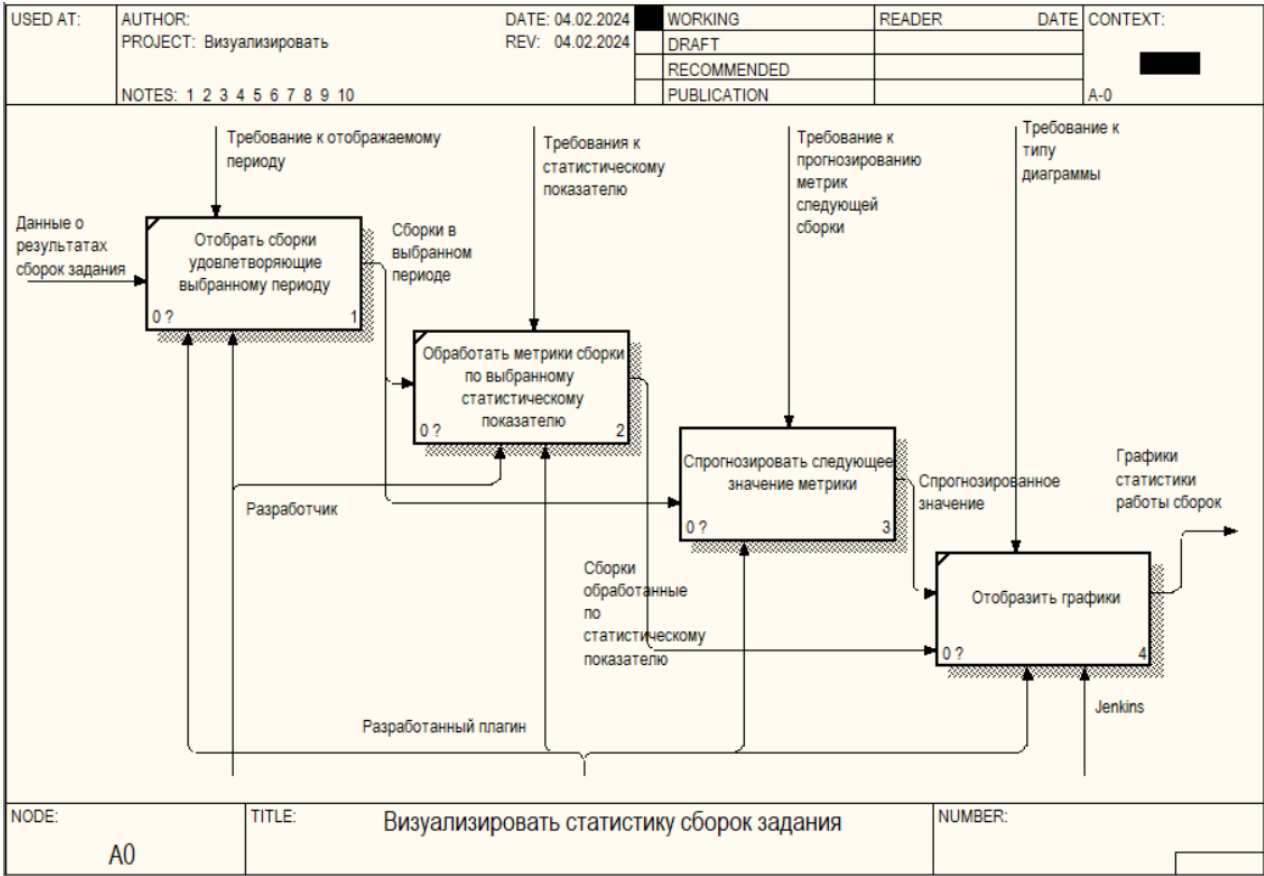 USED AT:
AUTHOR:
DATE: 04.02.2024
PROJECT: Визуализировать
REV: 04.02.2024
NOTES: 1 2 3 4 5 6 7 8 9 10
WORKING
DRAFT
RECOMMENDED
PUBLICATION
READER
DATE
CONTEXT:
A-0
Требование к отображаемому
периоду
Требования к
статистическому
показателю
Требование к
прогнозированию
метрик
следующей
сборки
Требование к
типу
диаграммы
Данные о
результатах
сборок задания
Отобрать сборки
удовлетворяющие
выбранному периоду
0 ?
1
Сборки в
выбранном
периоде
Обработать метрики сборки
по выбранному
статистическому
показателю
0 ?
2
Разработчик
Спрогнозировать следующее
значение метрики
0 ?
3
Спрогнозированное
значение
Графики
статистики
работы сборок
Сборки
обработанные
по
статистическому
показателю
Отобразить графики
0 ?
4
Разработанный плагин
Jenkins
NODE:
A0
TITLE:
Визуализировать статистику сборок задания
NUMBER: